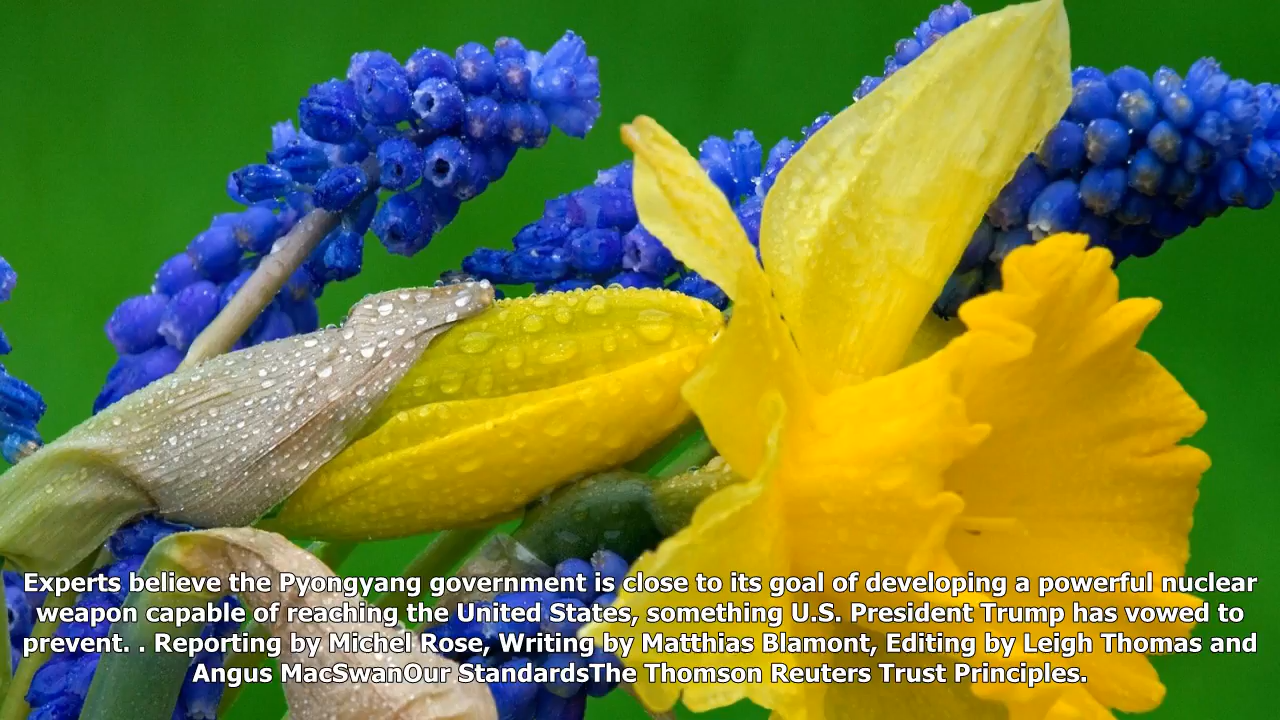 Experts believe the Pyongyang government is close to its goal of developing a powerful nuclear
weapon capable of reaching the United States, something U.S. President Trump has vowed to
prevent. . Reporting by Michel Rose, Writing by Matthias Blamont, Editing by Leigh Thomas and
Angus MacSwanOur StandardsThe Thomson Reuters Trust Principles.